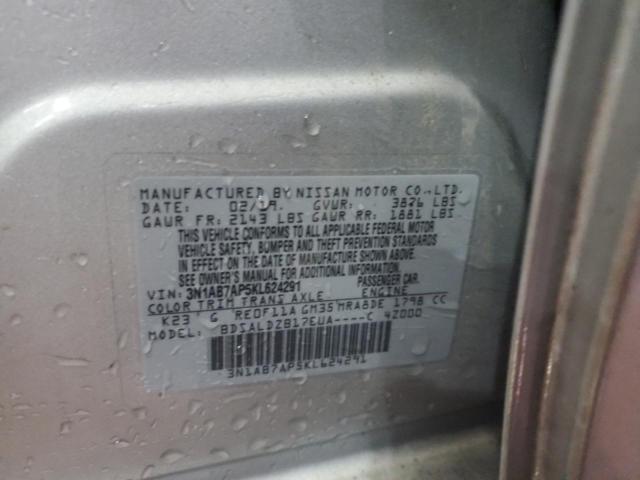 MANUFACTURED BY NISSAN MOTOR CO.,LTD.
DATE: 02/19. GVWR: 3826 LBS
GAWR FR: 2143 LBS GAWR RR: 1881 LBS
THIS VEHICLE CONFORMS TO ALL APPLICABLE FEDERAL MOTOR
VEHICLE SAFETY, BUMPER AND THEFT PREVENTION STANDARDS
IN EFFECT ON THE DATE OF MANUFACTURE SHOWN ABOVE.
SEE OWNER'S MANUAL FOR ADDITIONAL INFORMATION.
VIN: 3N1AB7AP5KL624291 PASSENGER CAR.
COLOR TRIM TRANS AXLE ENGINE
K23 G RE0F11A GM35 MRA8DE 1798 CC
MODEL: BDSALDZB17EUA----C 4Z000
3N1AB7AP5KL624291